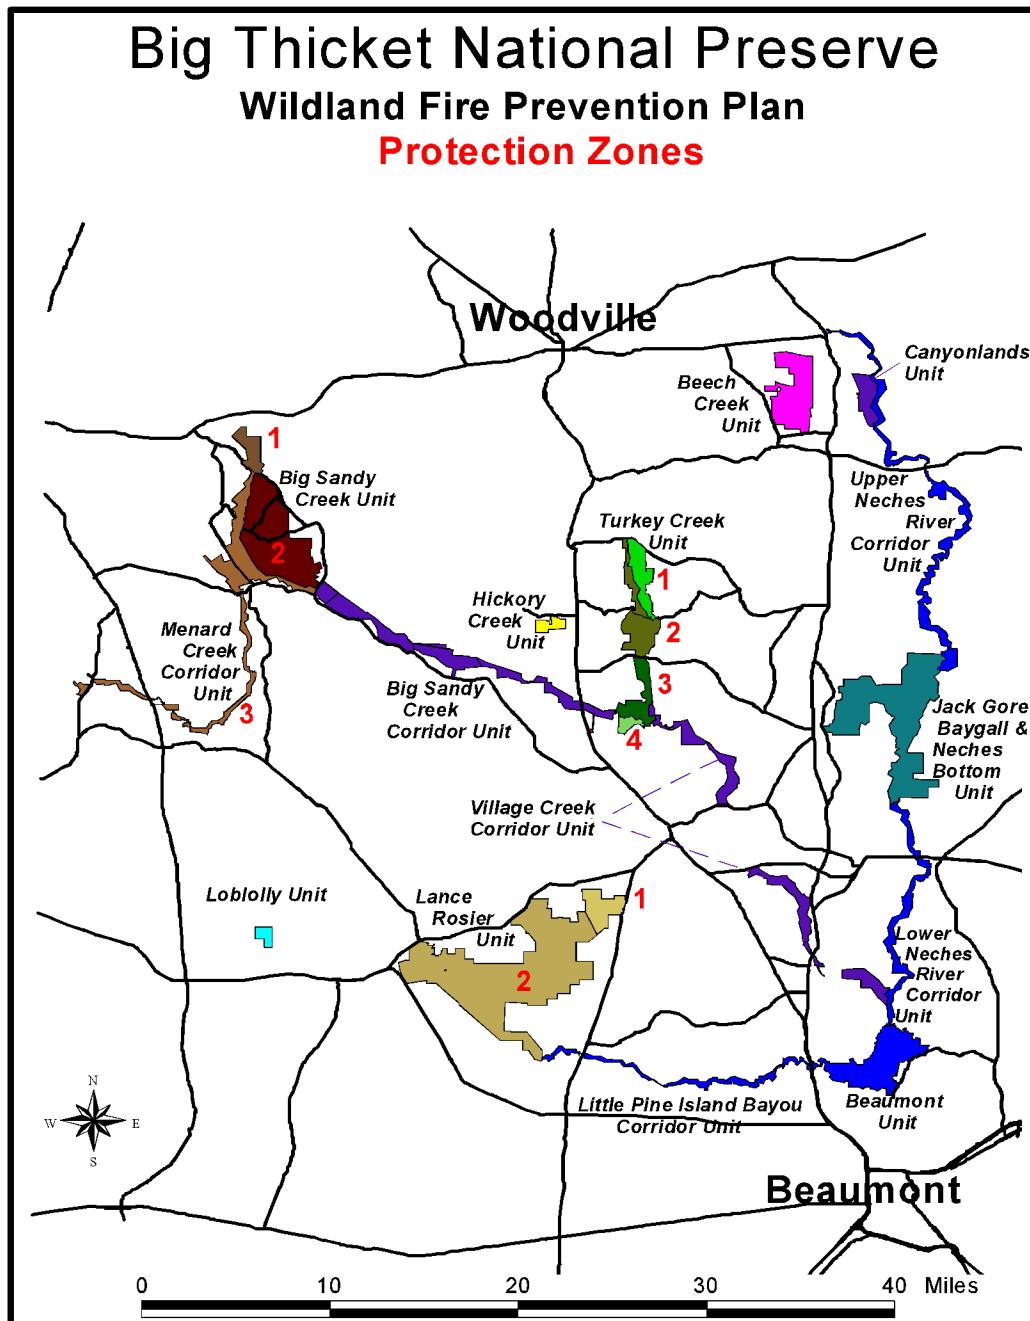 Big Thicket National Preserve
Wildland Fire Prevention Plan
Protection Zones
Woodville
Canyonlands
Unit
Beech
Creek
Unit
1
Big Sandy
Creek Unit
2
Upper
Neches
River
Corridor
Unit
Turkey Creek
Unit
1
Hickory
Creek
Unit
2
Menard
Creek
Corridor
Unit
3
3
Big Sandy
Creek
Corridor Unit
4
Jack Gore
Baygall &
Neches
Bottom
Unit
Village Creek
Corridor Unit
Loblolly Unit
Lance
Rosier
Unit
1
2
Lower
Neches
River
Corridor
Unit
Little Pine Island Bayou
Corridor Unit
Beaumont
Unit
N
W
E
S
Beaumont
0 10 20 30 40 Miles